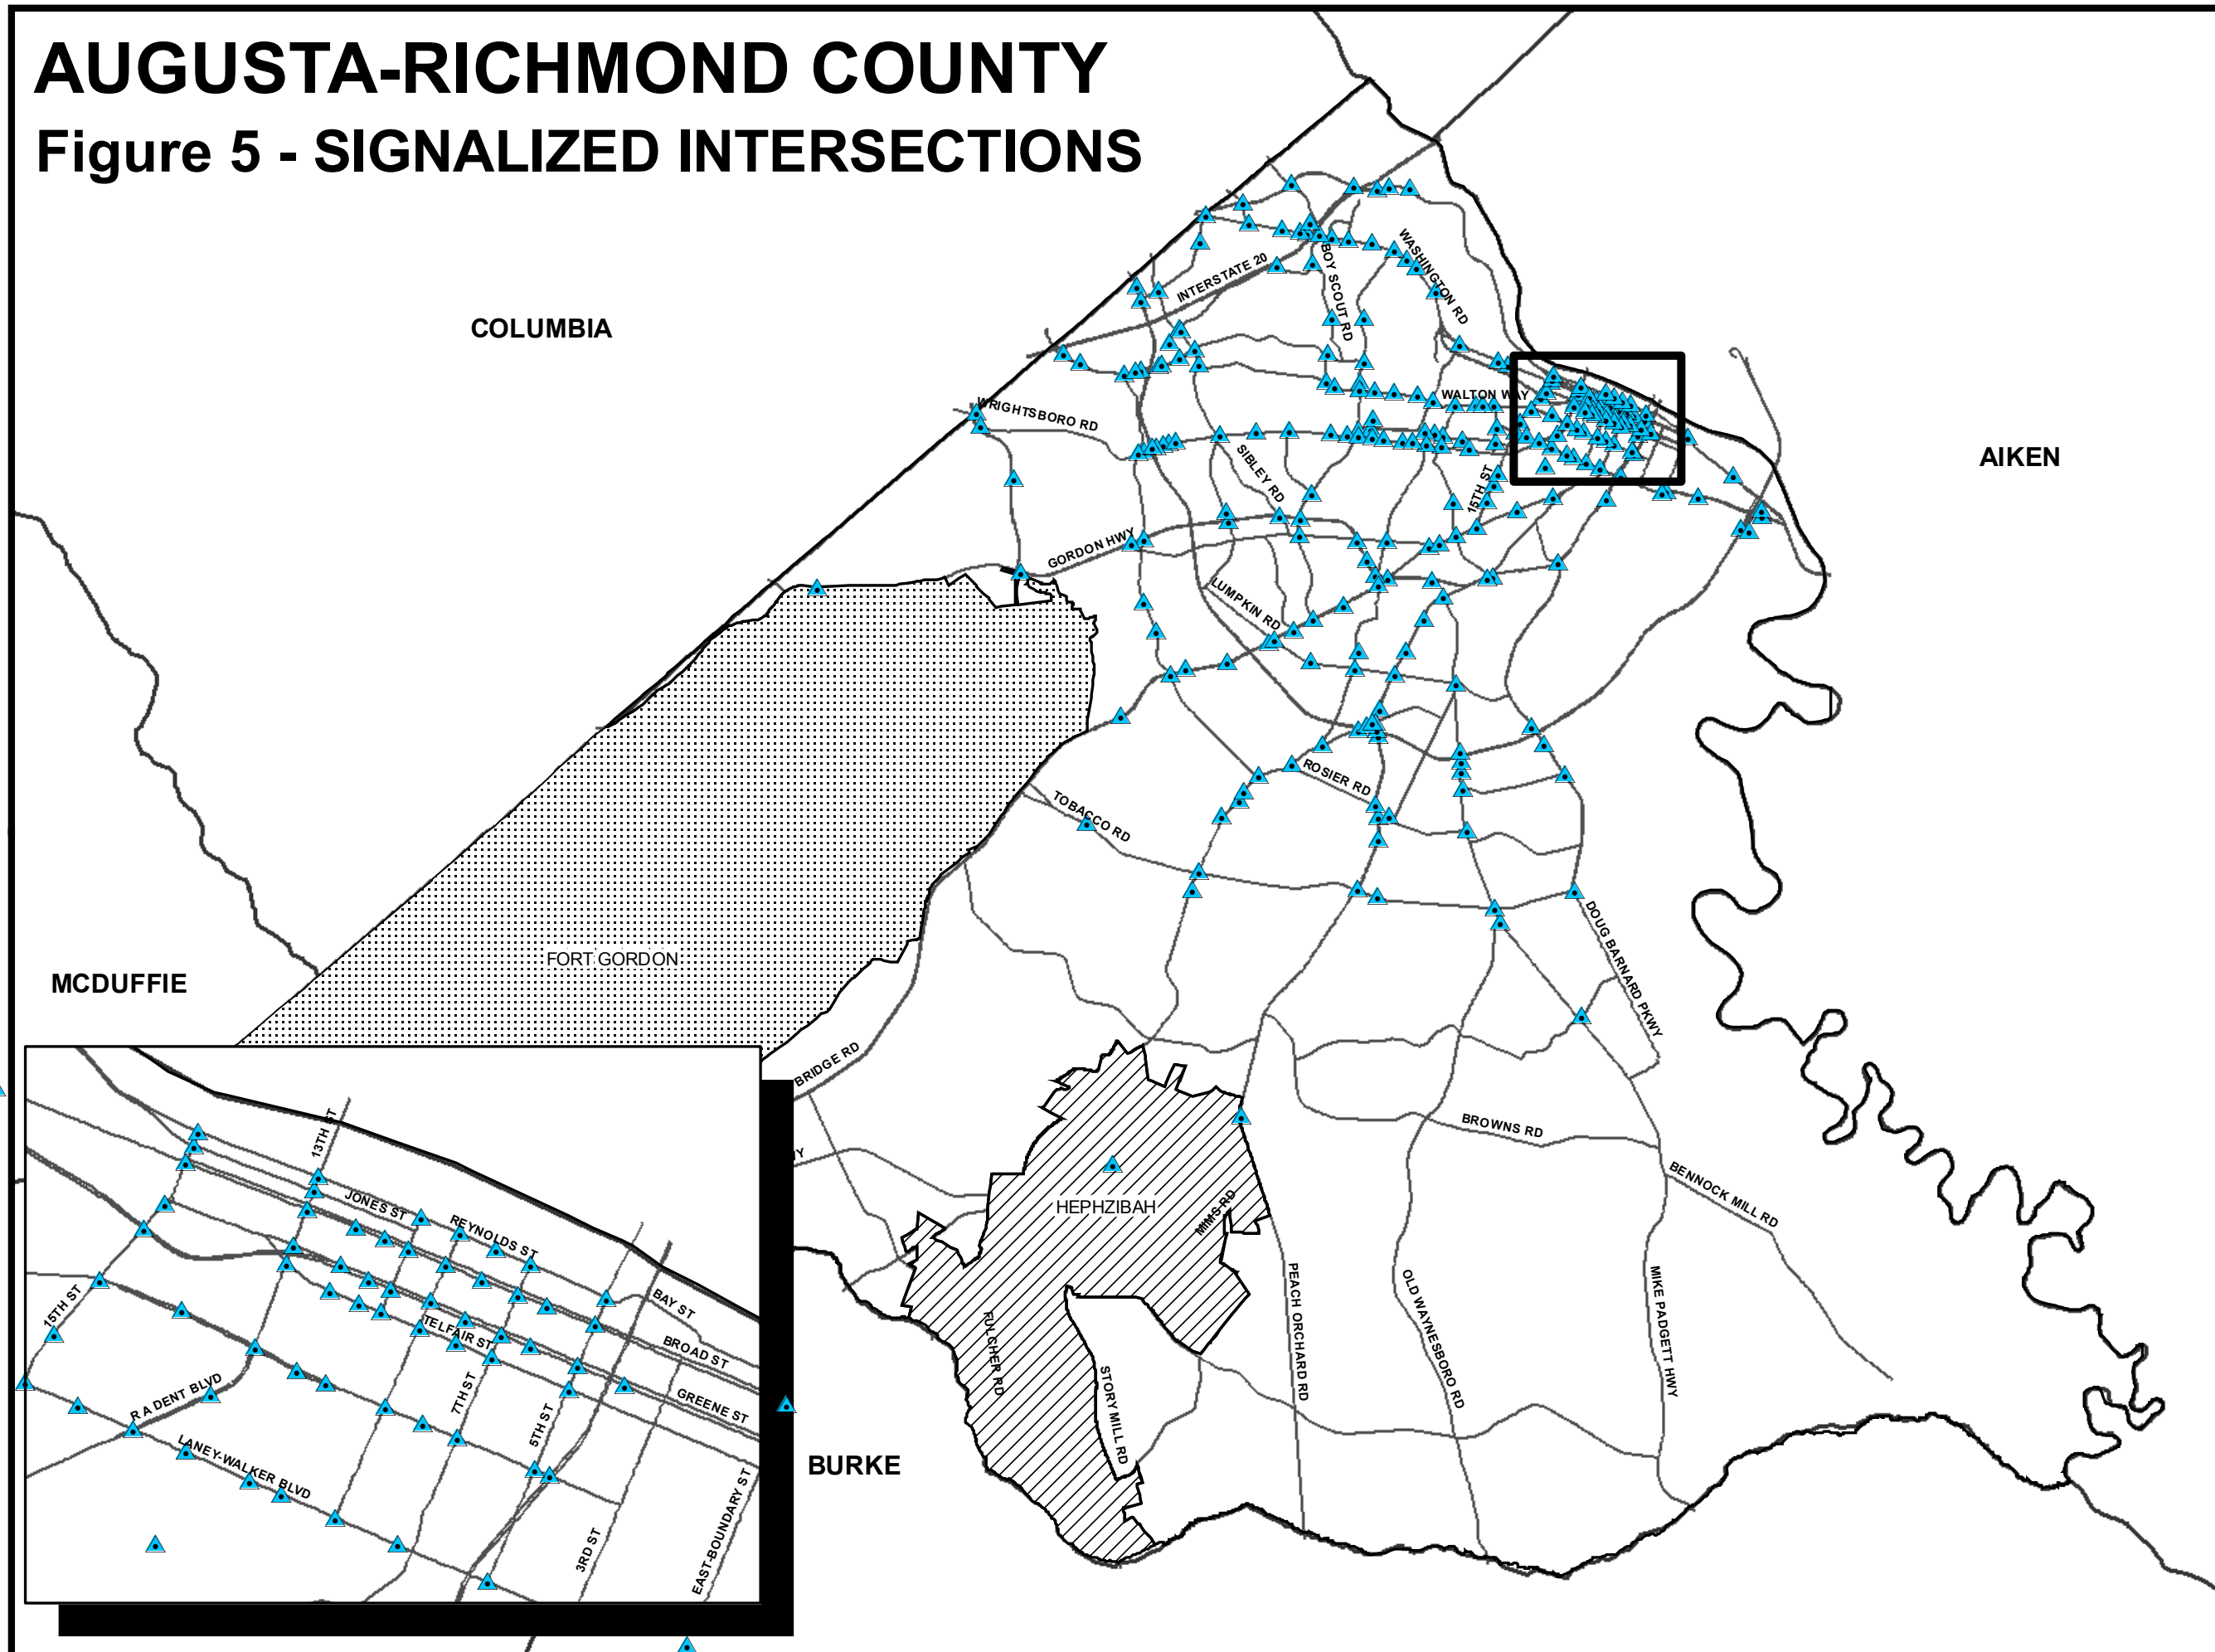 AUGUSTA-RICHMOND COUNTY
Figure 5 - SIGNALIZED INTERSECTIONS
COLUMBIA
AIKEN
MCDUFFIE
BURKE
INTERSTATE 20
BOY SCOUT RD
WASHINGTON RD
WALTON WAY
WRIGHTSBORO RD
SIBLEY RD
15TH ST
GORDON HWY
LUMPKIN RD
ROSIER RD
TOBACCO RD
FORT GORDON
DOUG BARNARD PKWY
BRIDGE RD
BROWNS RD
BENNOCK MILL RD
HEPHZIBAH
MIMS RD
PEACH ORCHARD RD
OLD WAYNESBORO RD
MIKE PADGETT HWY
FULCHER RD
STORY MILL RD
13TH ST
JONES ST
REYNOLDS ST
BAY ST
BROAD ST
GREENE ST
TELFAIR ST
15TH ST
R A DENT BLVD
7TH ST
5TH ST
LANEY-WALKER BLVD
3RD ST
EAST-BOUNDARY ST